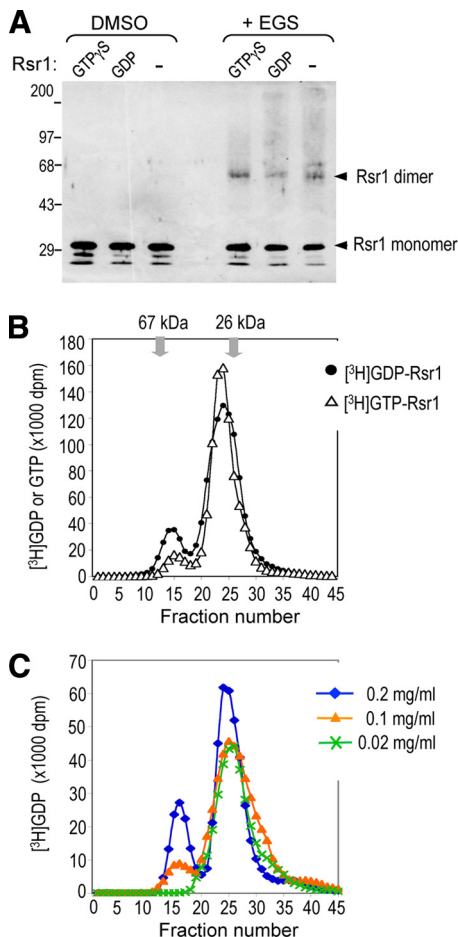 A
DMSO + EGS
Rsr1: GTPγS GDP – GTPγS GDP –
200
97
68
Rsr1 dimer
43
29 Rsr1 monomer
B
67 kDa 26 kDa
180
160
140
120
100
80
60
40
20
0
[³H]GDP or GTP (x1000 dpm)
[³H]GDP-Rsr1
[³H]GTP-Rsr1
0 5 10 15 20 25 30 35 40 45
Fraction number
C
70
60
50
40
30
20
10
0
[³H]GDP (x1000 dpm)
0.2 mg/ml
0.1 mg/ml
0.02 mg/ml
0 5 10 15 20 25 30 35 40 45
Fraction number